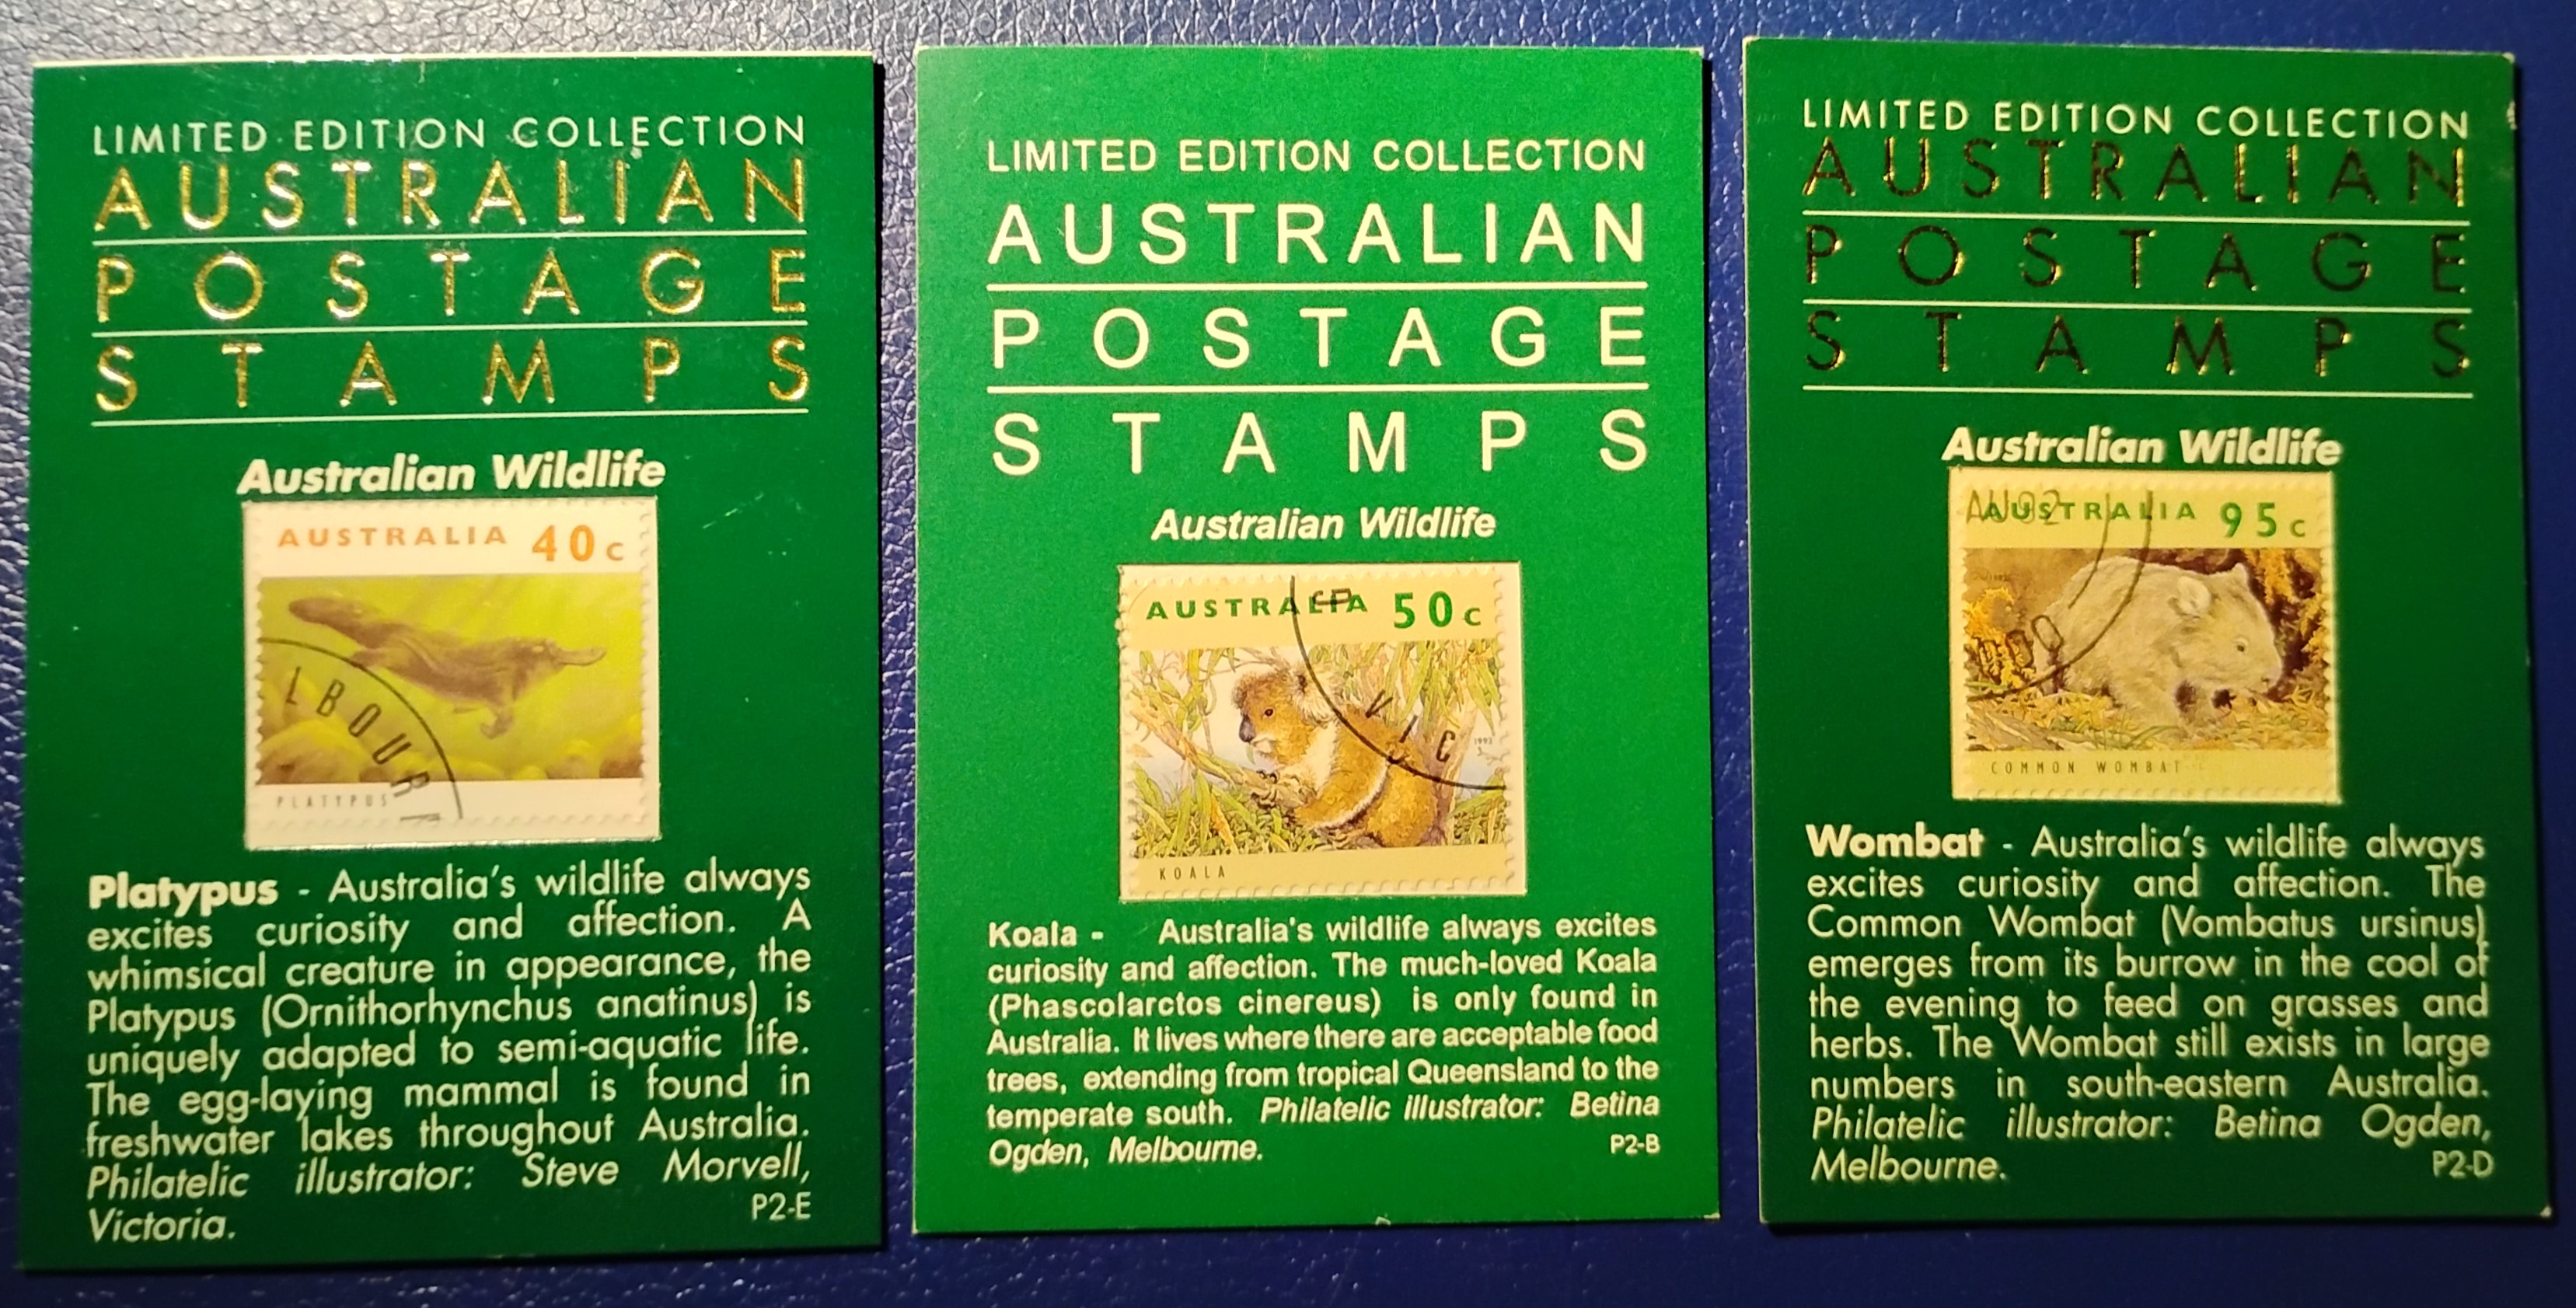 LIMITED EDITION COLLECTION
AUSTRALIAN
POSTAGE
STAMPS
Australian Wildlife
AUSTRALIA 40c
LBOUR
PLATYPUS
Platypus - Australia's wildlife always
excites curiosity and affection. A
whimsical creature in appearance, the
Platypus (Ornithorhynchus anatinus) is
uniquely adapted to semi-aquatic life.
The egg-laying mammal is found in
freshwater lakes throughout Australia.
Philatelic illustrator: Steve Morvell,
Victoria.
P2-E
LIMITED EDITION COLLECTION
AUSTRALIAN
POSTAGE
STAMPS
Australian Wildlife
AUSTRALIA 50c
VIC
KOALA
Koala - Australia's wildlife always excites
curiosity and affection. The much-loved Koala
(Phascolarctos cinereus) is only found in
Australia. It lives where there are acceptable food
trees, extending from tropical Queensland to the
temperate south. Philatelic illustrator: Betina
Ogden, Melbourne.
P2-B
LIMITED EDITION COLLECTION
AUSTRALIAN
POSTAGE
STAMPS
Australian Wildlife
AUSTRALIA 95c
COMMON WOMBAT
Wombat - Australia's wildlife always
excites curiosity and affection. The
Common Wombat (Vombatus ursinus)
emerges from its burrow in the cool of
the evening to feed on grasses and
herbs. The Wombat still exists in large
numbers in south-eastern Australia.
Philatelic illustrator: Betina Ogden,
Melbourne.
P2-D